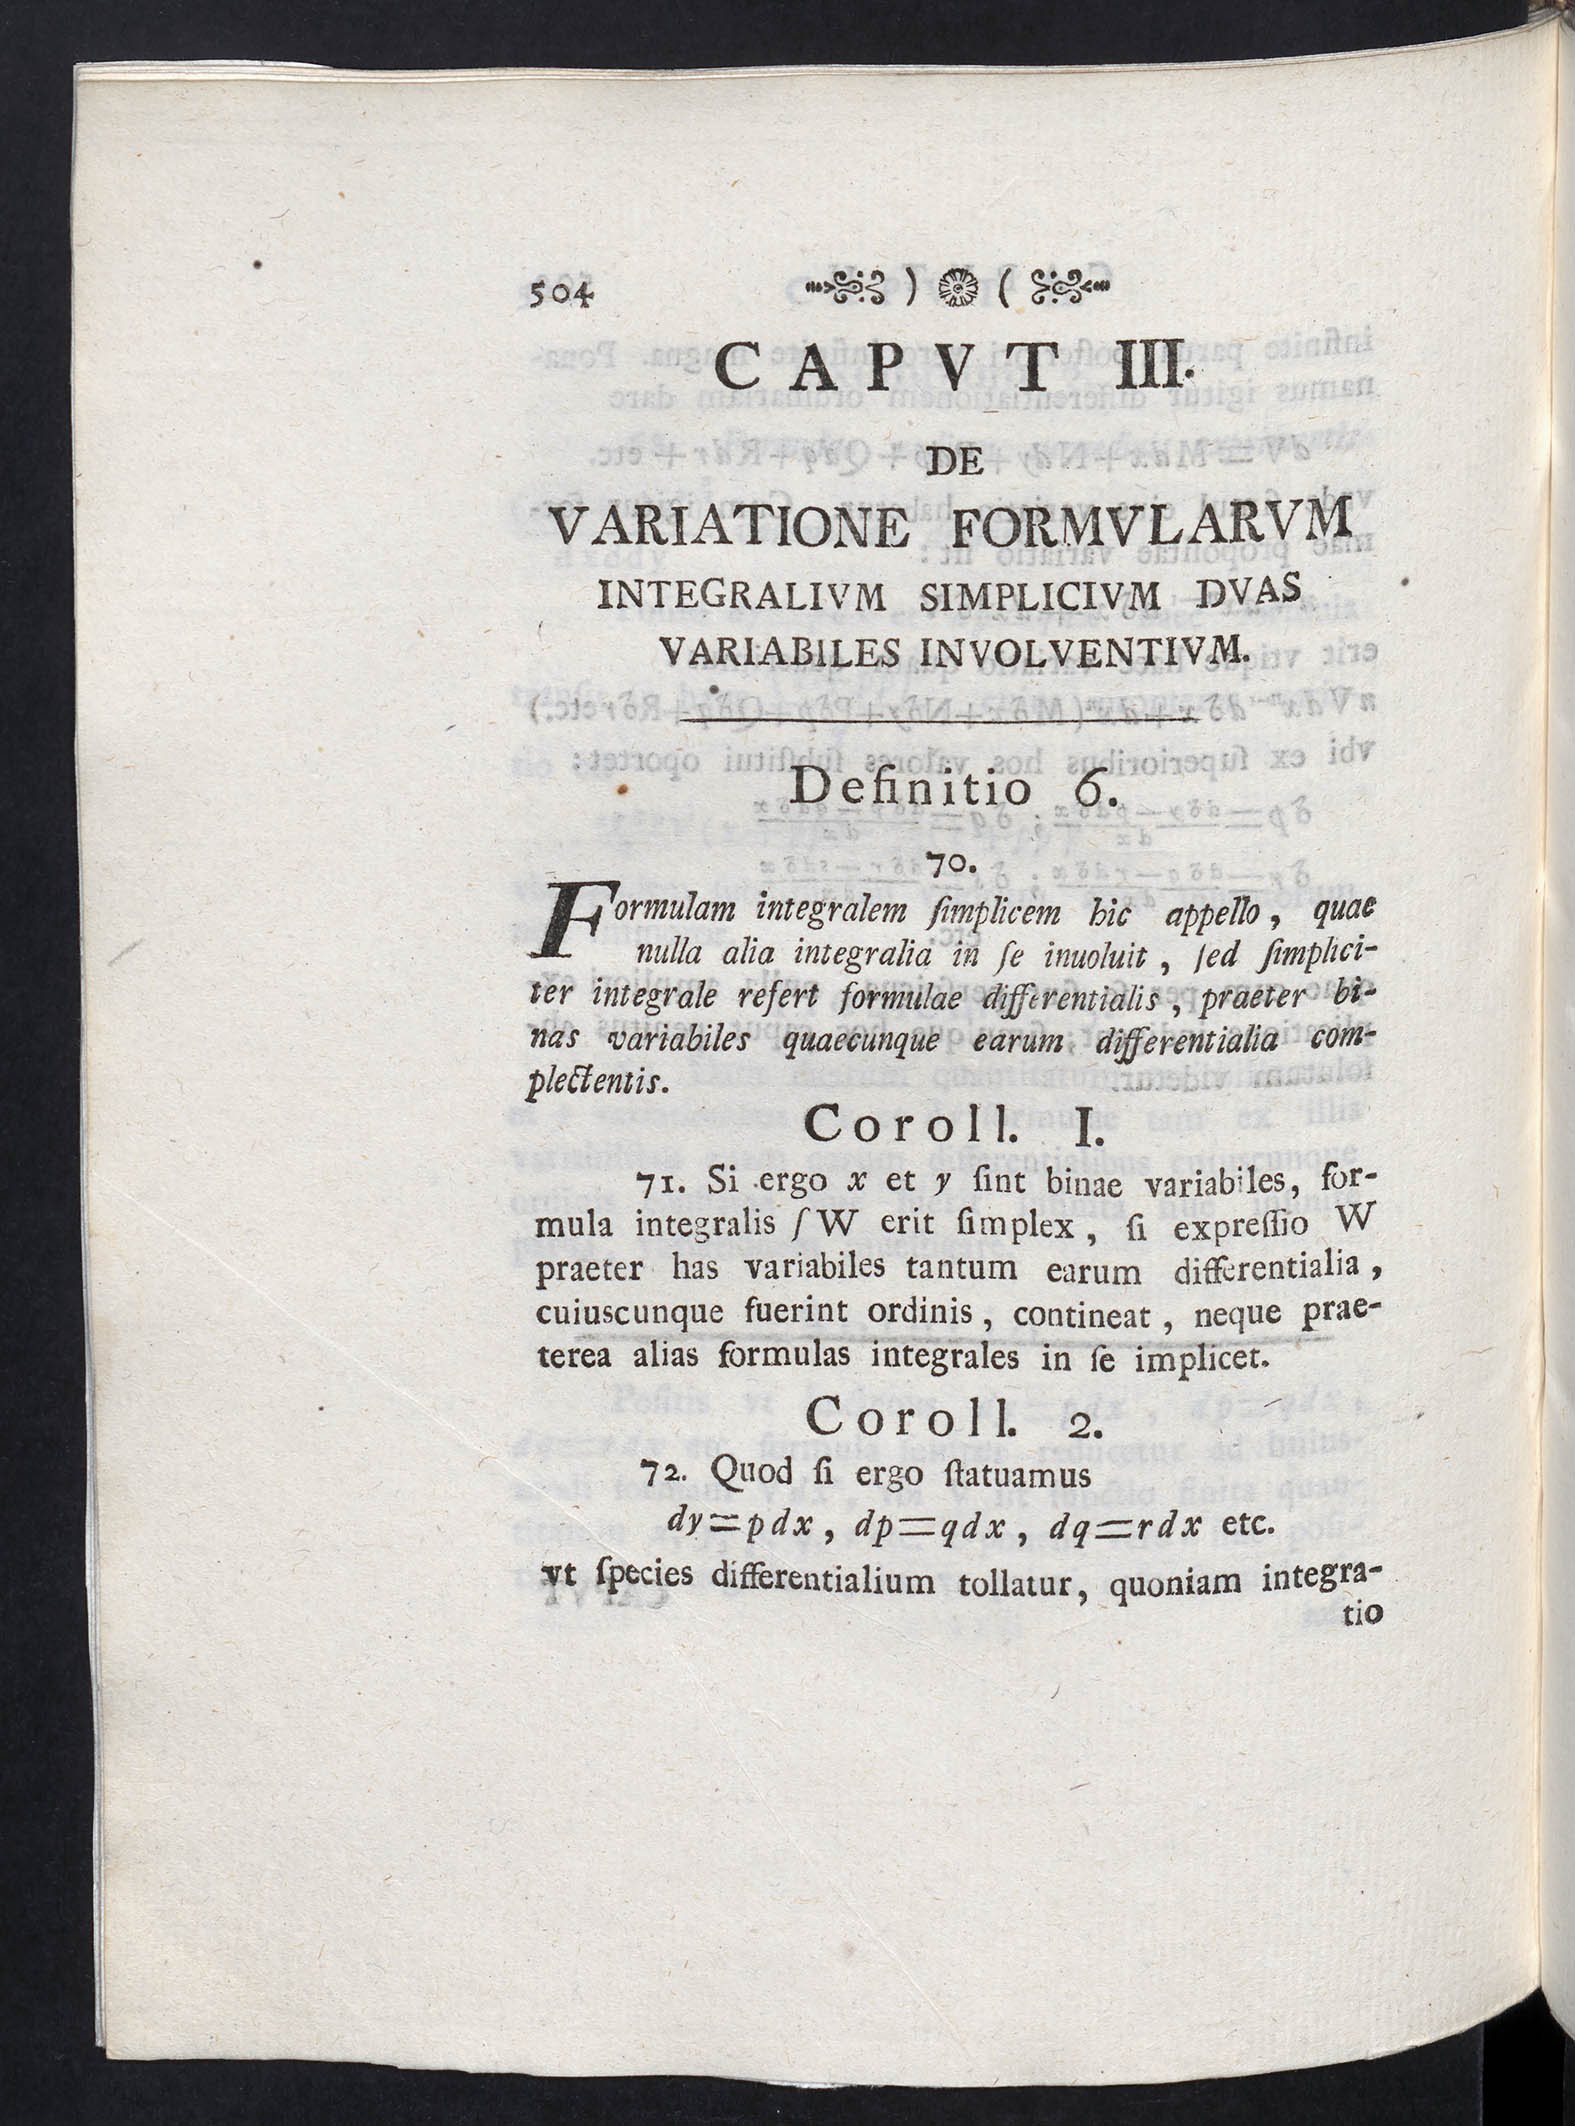 504
CAPVT III.
DE
VARIATIONE FORMVLARVM
INTEGRALIVM SIMPLICIVM DVAS
VARIABILES INVOLVENTIVM.
Definitio 6.
70.
Formulam integralem ſimplicem hic appello, quae
nulla alia integralia in ſe inuoluit, ſed ſimplici-
ter integrale refert formulae differentialis, praeter bi-
nas variabiles quaecunque earum differentialia com-
plectentis.
Coroll. I.
71. Si ergo x et y ſint binae variabiles, for-
mula integralis ∫W erit ſimplex, ſi expreſſio W
praeter has variabiles tantum earum differentialia,
cuiuscunque fuerint ordinis, contineat, neque prae-
terea alias formulas integrales in ſe implicet.
Coroll. 2.
72. Quod ſi ergo ſtatuamus
dy=pdx, dp=qdx, dq=rdx etc.
vt ſpecies differentialium tollatur, quoniam integra-
tio